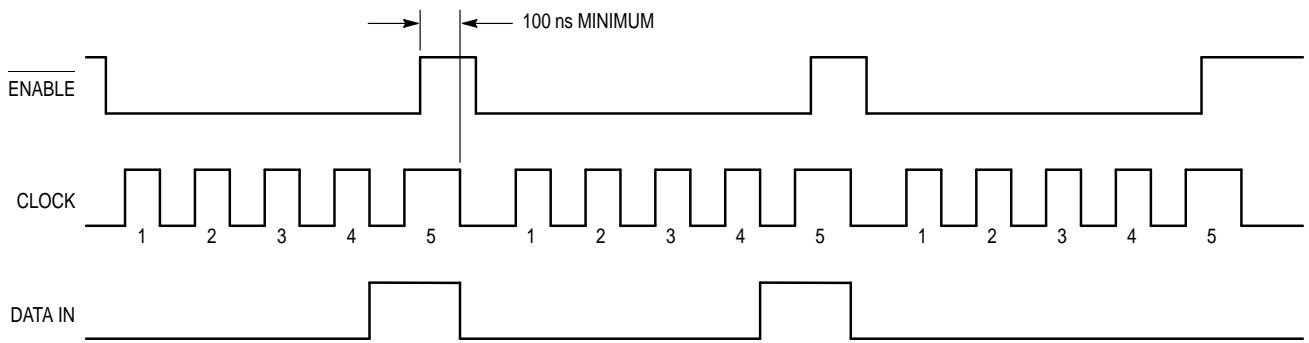 100 ns MINIMUM
ENABLE
CLOCK
1 2 3 4 5 1 2 3 4 5 1 2 3 4 5
DATA IN